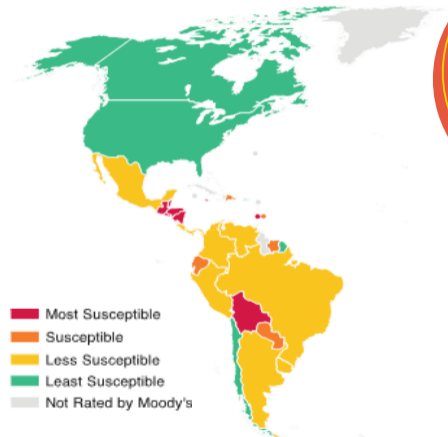 Most Susceptible
Susceptible
Less Susceptible
Least Susceptible
Not Rated by Moody's